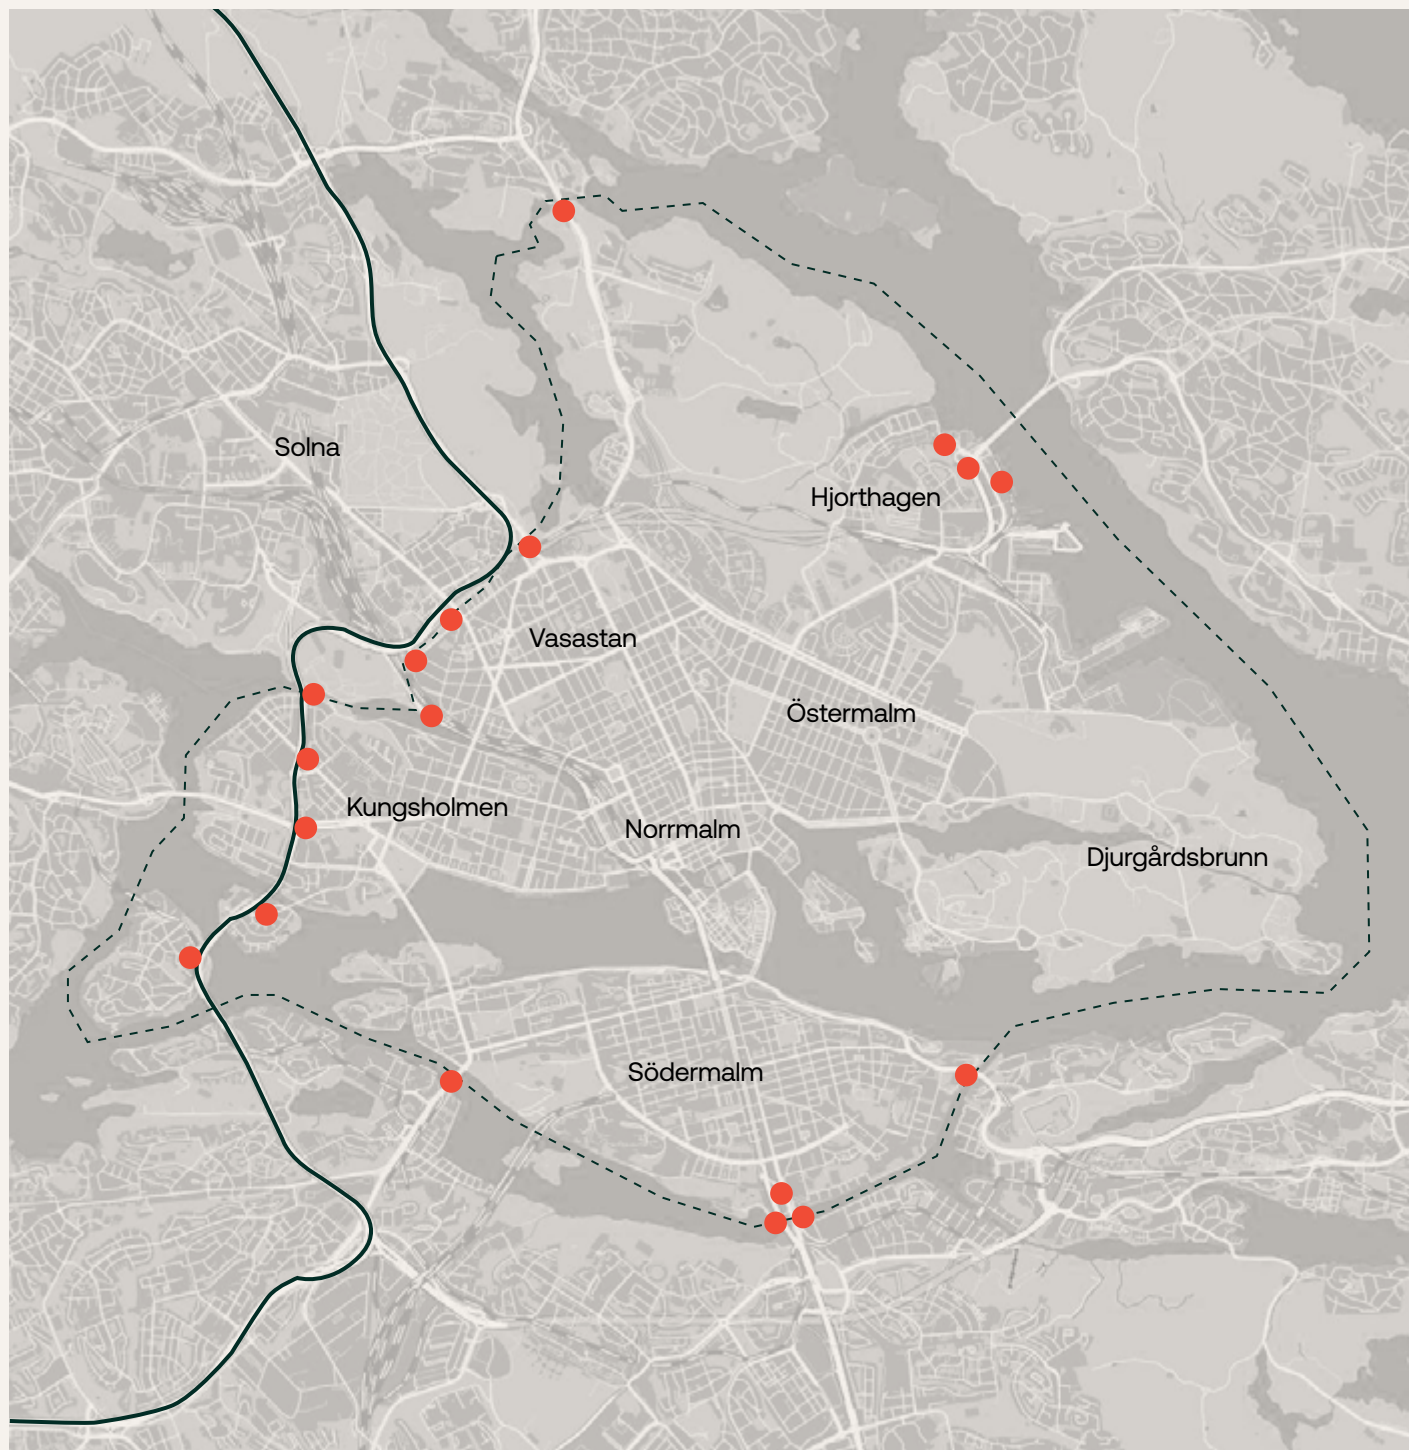 Solna
Hjorthagen
Vasastan
Östermalm
Kungsholmen
Norrmalm
Djurgårdsbrunn
Södermalm